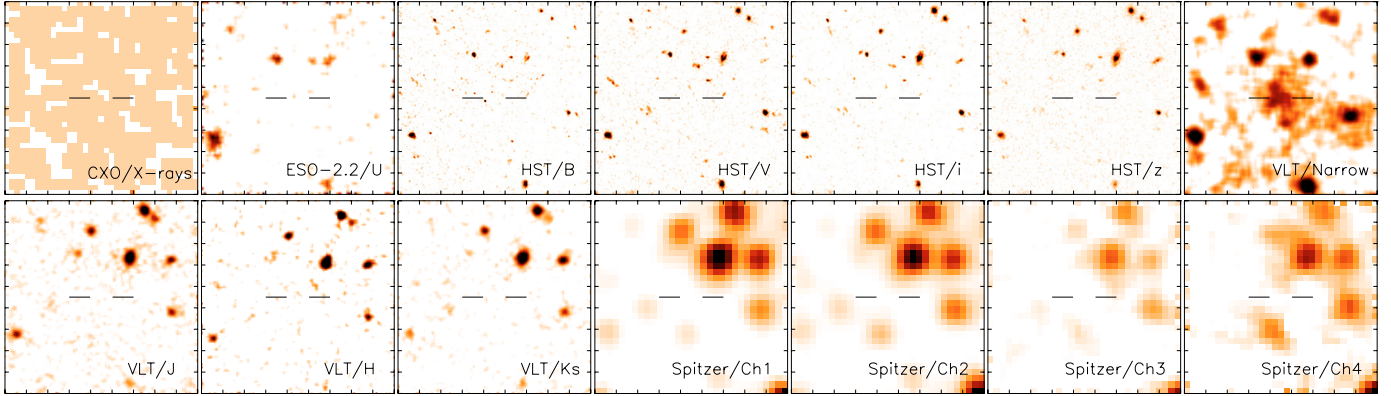 CXO/X-rays
ESO-2.2/U
HST/B
HST/V
HST/i
HST/z
VLT/Narrow
VLT/J
VLT/H
VLT/Ks
Spitzer/Ch1
Spitzer/Ch2
Spitzer/Ch3
Spitzer/Ch4